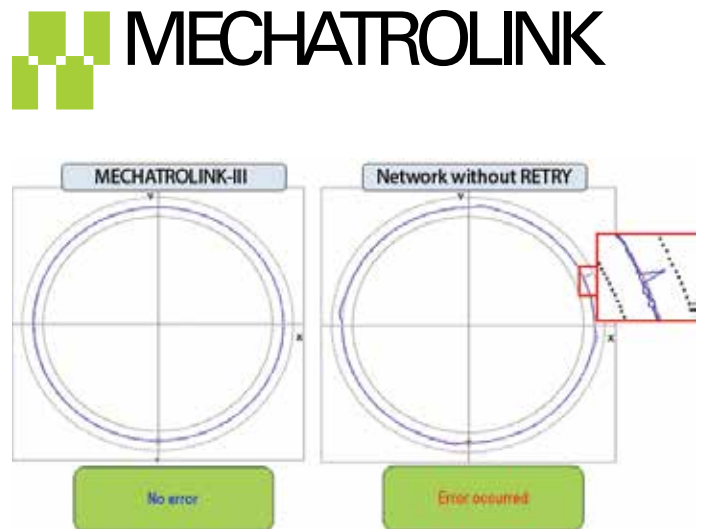 MECHATROLINK
MECHATROLINK-III
Y
X
No error
Network without RETRY
Y
X
Error occurred